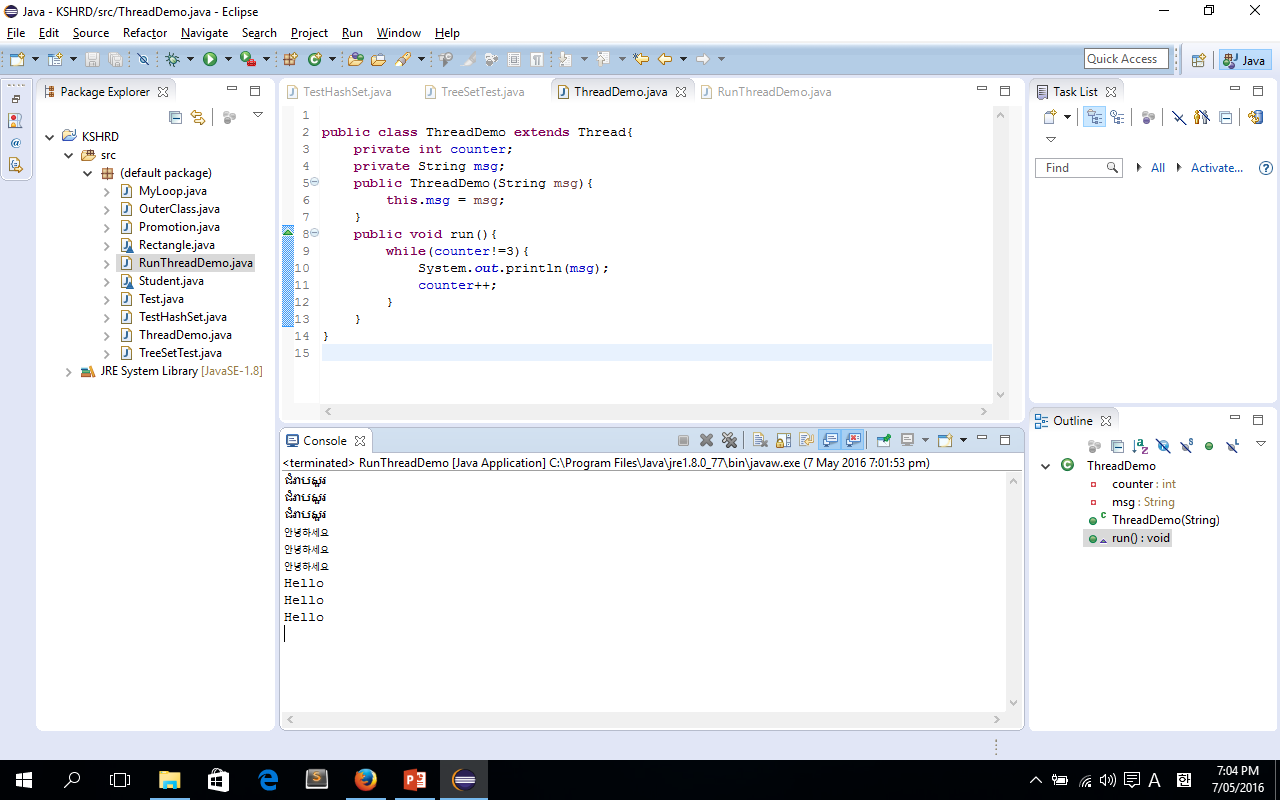 Java - KSHRD/src/ThreadDemo.java - Eclipse
File Edit Source Refactor Navigate Search Project Run Window Help
Quick Access
Java
Package Explorer
KSHRD
src
(default package)
MyLoop.java
OuterClass.java
Promotion.java
Rectangle.java
RunThreadDemo.java
Student.java
Test.java
TestHashSet.java
ThreadDemo.java
TreeSetTest.java
JRE System Library [JavaSE-1.8]
TestHashSet.java TreeSetTest.java ThreadDemo.java RunThreadDemo.java
1
2 public class ThreadDemo extends Thread{
3 private int counter;
4 private String msg;
5 public ThreadDemo(String msg){
6 this.msg = msg;
7 }
8 public void run(){
9 while(counter!=3){
10 System.out.println(msg);
11 counter++;
12 }
13 }
14 }
15
Console
<terminated> RunThreadDemo [Java Application] C:\Program Files\Java\jre1.8.0_77\bin\javaw.exe (7 May 2016 7:01:53 pm)
ជំរាបសួរ
ជំរាបសួរ
ជំរាបសួរ
안녕하세요
안녕하세요
안녕하세요
Hello
Hello
Hello
Task List
Find All Activate...
Outline
ThreadDemo
counter : int
msg : String
ThreadDemo(String)
run() : void
A
7:04 PM
7/05/2016